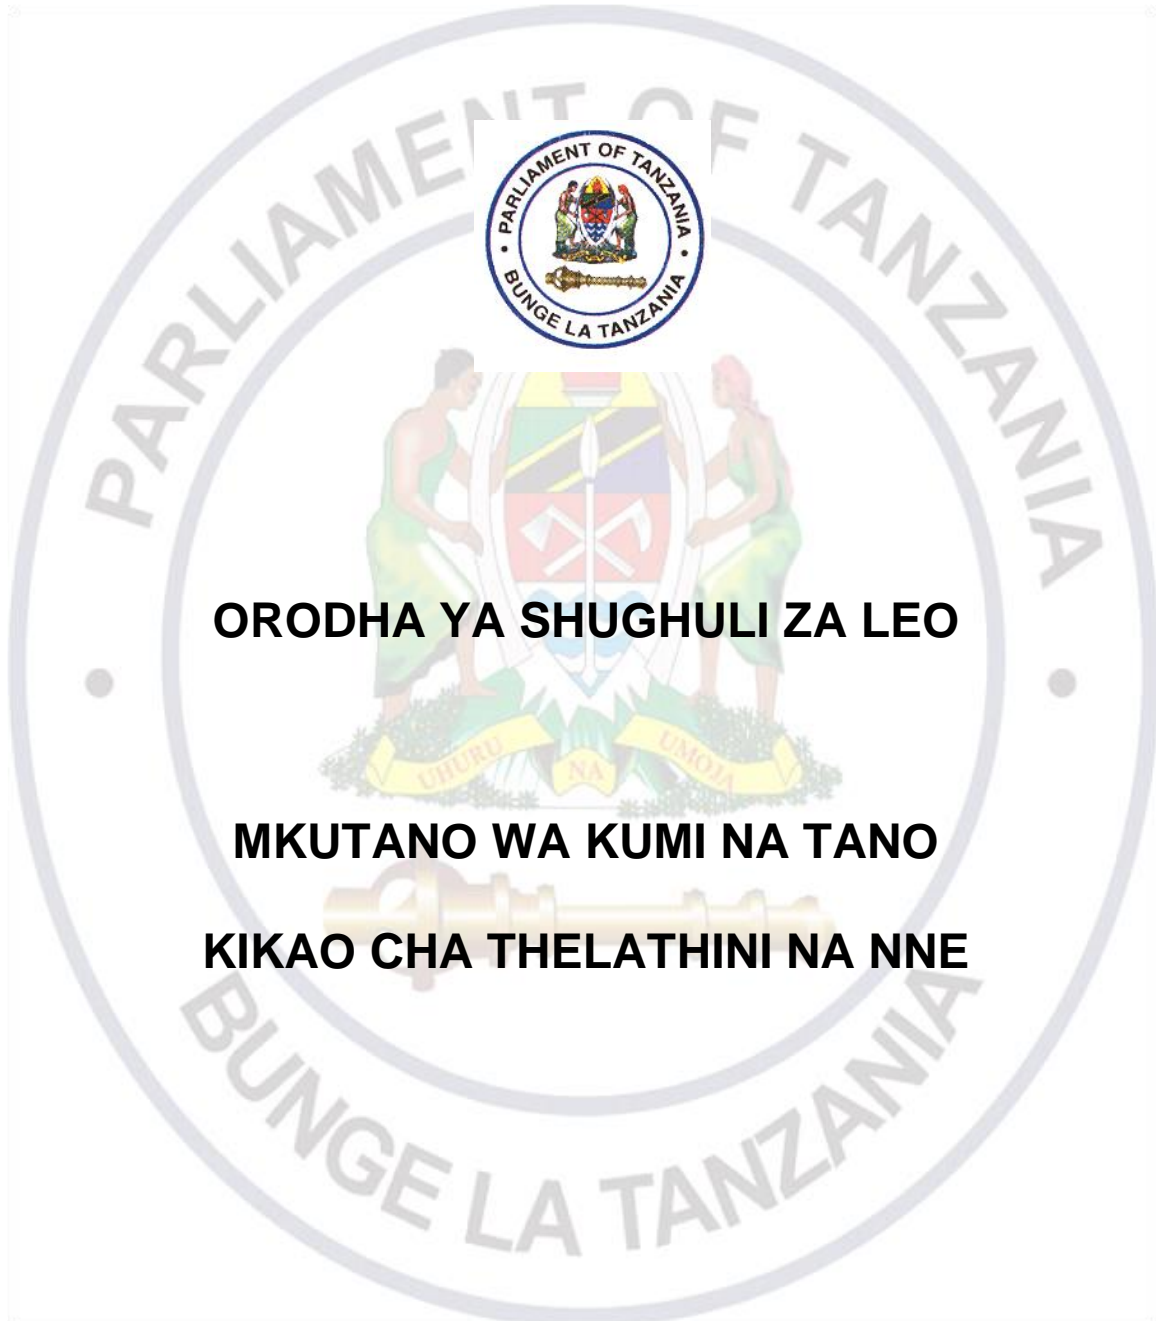 PARLIAMENT OF TANZANIA
BUNGE LA TANZANIA
PARLIAMENT OF TANZANIA
BUNGE LA TANZANIA
ORODHA YA SHUGHULI ZA LEO
UHURU NA UMOJA
MKUTANO WA KUMI NA TANO
KIKAO CHA THELATHINI NA NNE